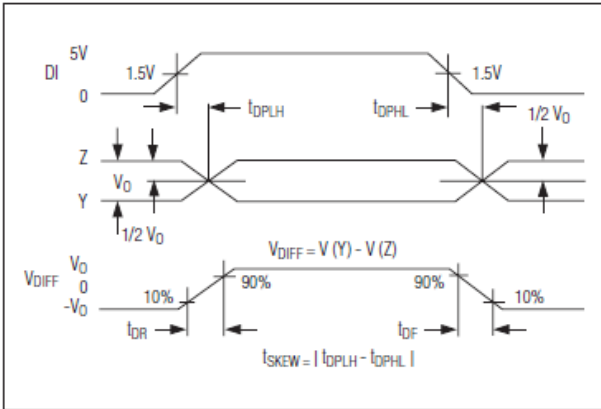 5V
DI
1.5V
1.5V
0
tDPLH
tDPHL
1/2 VO
Z
VO
Y
1/2 VO
VDIFF = V (Y) - V (Z)
VO
VDIFF
0
-VO
10%
90%
90%
10%
tDR
tDF
tSKEW = | tDPLH - tDPHL |